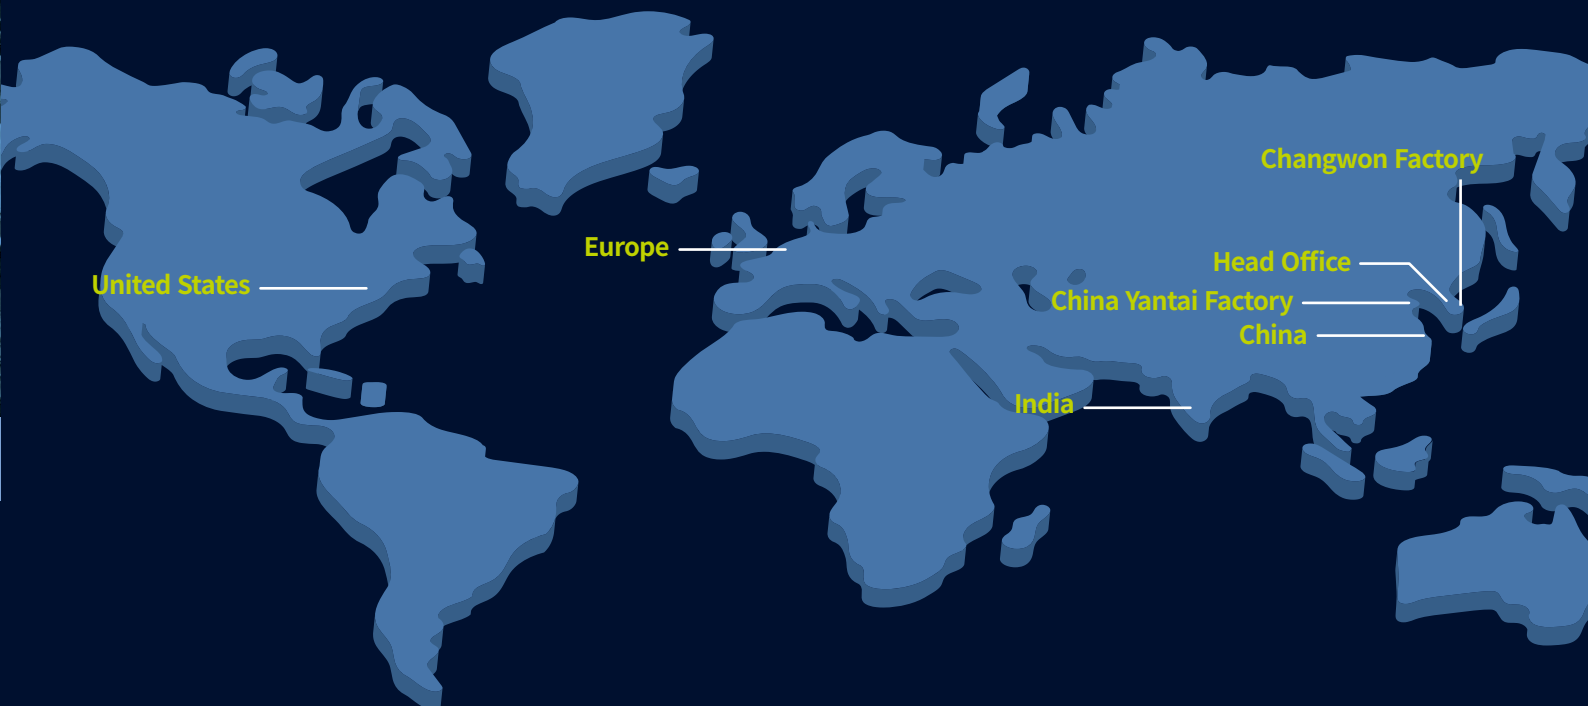 Changwon Factory
Europe
Head Office
United States
China Yantai Factory
China
India